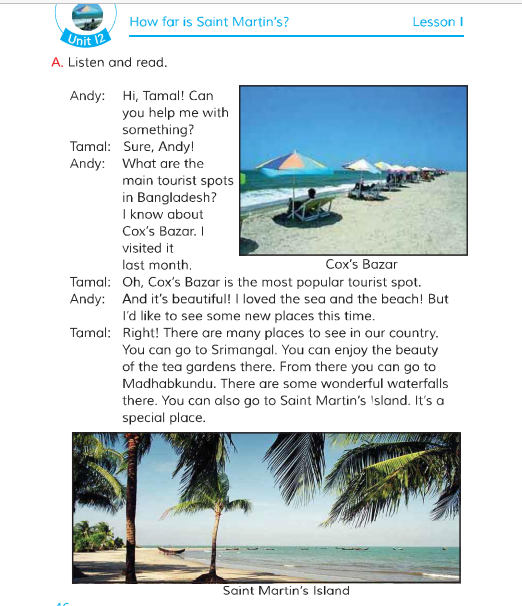 How far is Saint Martin's?
Lesson 1
Unit 12
A. Listen and read.
Andy: Hi, Tamal! Can
you help me with
something?
Tamal: Sure, Andy!
Andy: What are the
main tourist spots
in Bangladesh?
I know about
Cox's Bazar. I
visited it
last month.
Cox's Bazar
Tamal: Oh, Cox's Bazar is the most popular tourist spot.
Andy: And it's beautiful! I loved the sea and the beach! But
I'd like to see some new places this time.
Tamal: Right! There are many places to see in our country.
You can go to Srimangal. You can enjoy the beauty
of the tea gardens there. From there you can go to
Madhabkundu. There are some wonderful waterfalls
there. You can also go to Saint Martin's Island. It's a
special place.
Saint Martin's Island